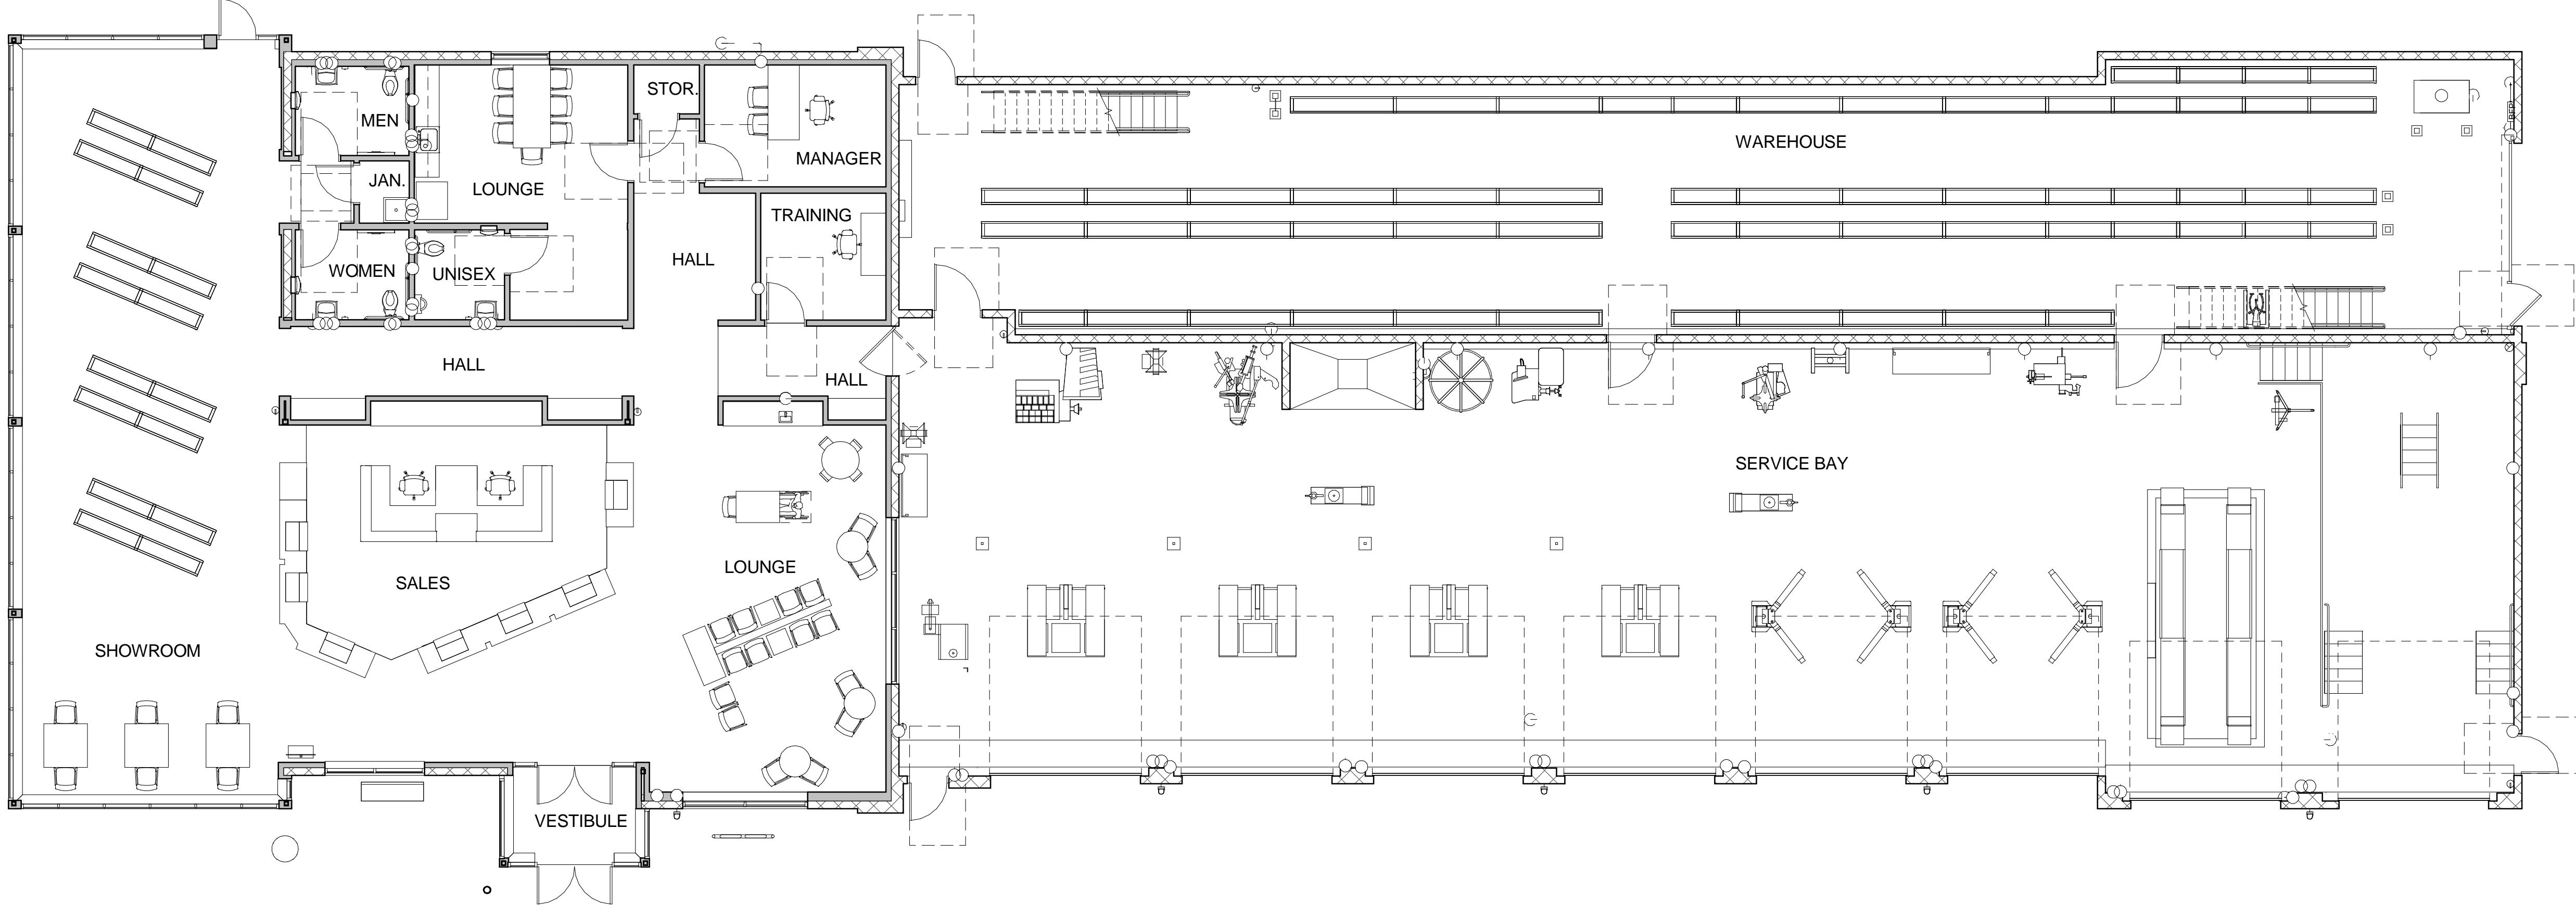 STOR.
MEN
WAREHOUSE
MANAGER
JAN.
LOUNGE
TRAINING
HALL
WOMEN
UNISEX
HALL
HALL
SERVICE BAY
LOUNGE
SALES
SHOWROOM
VESTIBULE